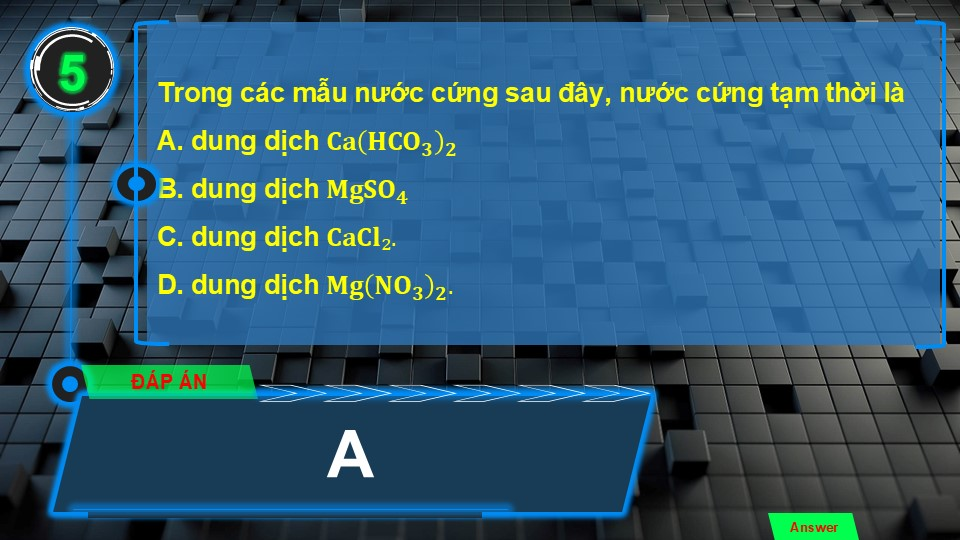 5
Trong các mẫu nước cứng sau đây, nước cứng tạm thời là
A. dung dịch Ca(HCO₃)₂
B. dung dịch MgSO₄
C. dung dịch CaCl₂.
D. dung dịch Mg(NO₃)₂.
ĐÁP ÁN
A
Answer